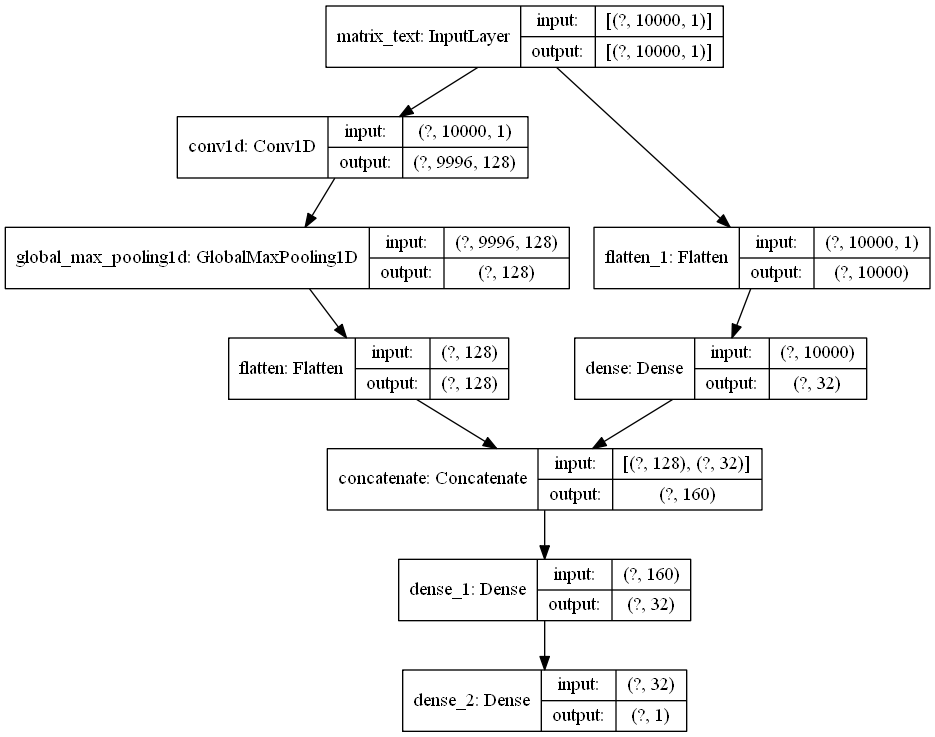 matrix_text: InputLayer
input: [(?, 10000, 1)]
output: [(?, 10000, 1)]
conv1d: Conv1D
input: (?, 10000, 1)
output: (?, 9996, 128)
global_max_pooling1d: GlobalMaxPooling1D
input: (?, 9996, 128)
output: (?, 128)
flatten_1: Flatten
input: (?, 10000, 1)
output: (?, 10000)
flatten: Flatten
input: (?, 128)
output: (?, 128)
dense: Dense
input: (?, 10000)
output: (?, 32)
concatenate: Concatenate
input: [(?, 128), (?, 32)]
output: (?, 160)
dense_1: Dense
input: (?, 160)
output: (?, 32)
dense_2: Dense
input: (?, 32)
output: (?, 1)